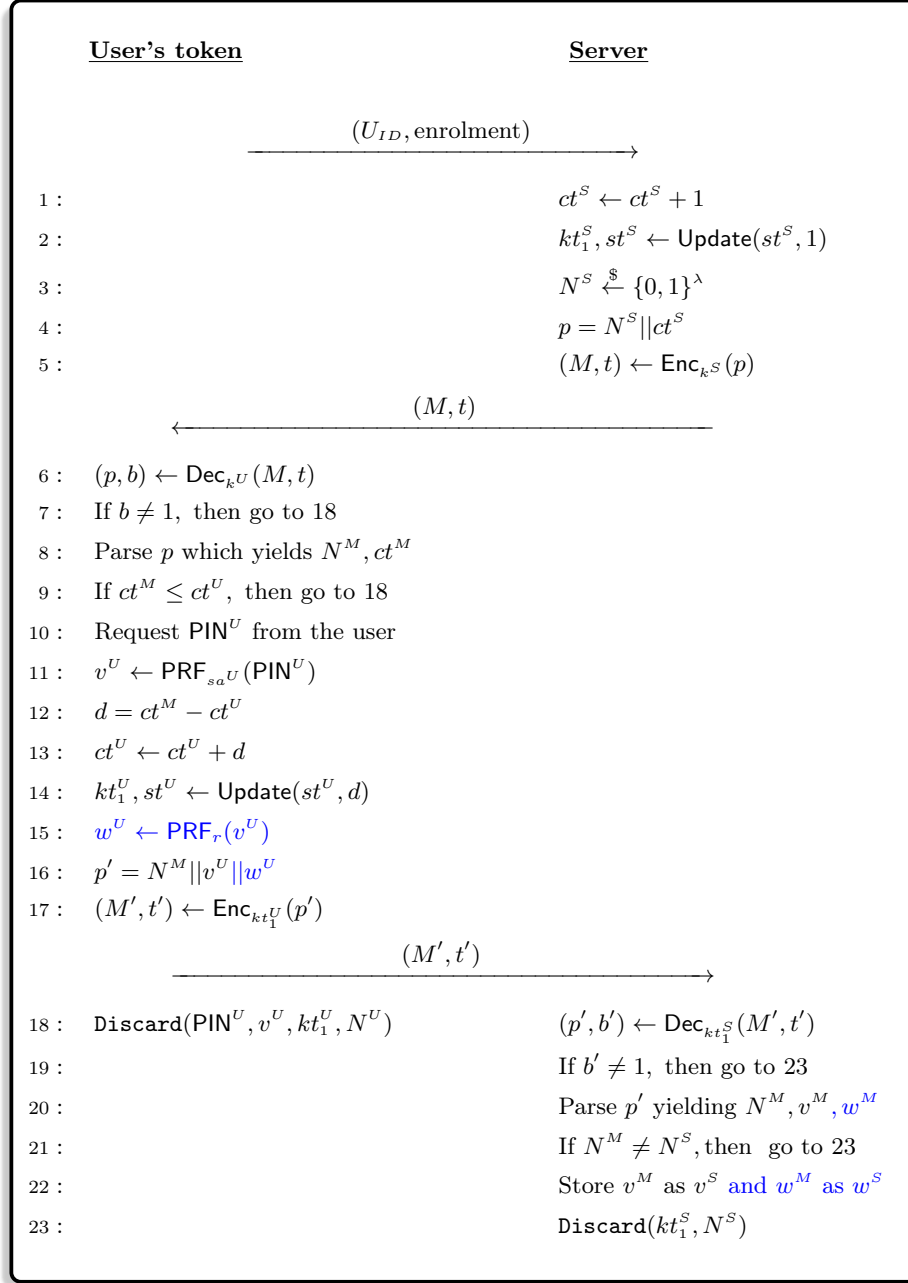 User's token Server
(U_{ID}, enrolment)
1 : ct^S ← ct^S + 1
2 : kt_1^S, st^S ← Update(st^S, 1)
3 : N^S ←$ {0, 1}^λ
4 : p = N^S||ct^S
5 : (M, t) ← Enc_{k^S}(p)
(M, t)
6 : (p, b) ← Dec_{k^U}(M, t)
7 : If b ≠ 1, then go to 18
8 : Parse p which yields N^M, ct^M
9 : If ct^M ≤ ct^U, then go to 18
10 : Request PIN^U from the user
11 : v^U ← PRF_{sa^U}(PIN^U)
12 : d = ct^M − ct^U
13 : ct^U ← ct^U + d
14 : kt_1^U, st^U ← Update(st^U, d)
15 : w^U ← PRF_r(v^U)
16 : p′ = N^M||v^U||w^U
17 : (M′, t′) ← Enc_{kt_1^U}(p′)
(M′, t′)
18 : Discard(PIN^U, v^U, kt_1^U, N^U) (p′, b′) ← Dec_{kt_1^S}(M′, t′)
19 : If b′ ≠ 1, then go to 23
20 : Parse p′ yielding N^M, v^M, w^M
21 : If N^M ≠ N^S, then go to 23
22 : Store v^M as v^S and w^M as w^S
23 : Discard(kt_1^S, N^S)